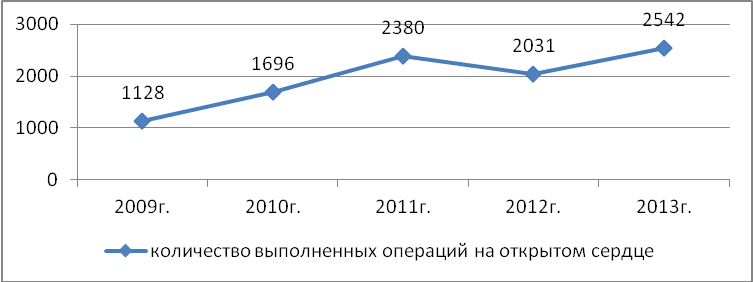 3000
2000
1000
0
1128
1696
2380
2031
2542
2009г.
2010г.
2011г.
2012г.
2013г.
количество выполненных операций на открытом сердце